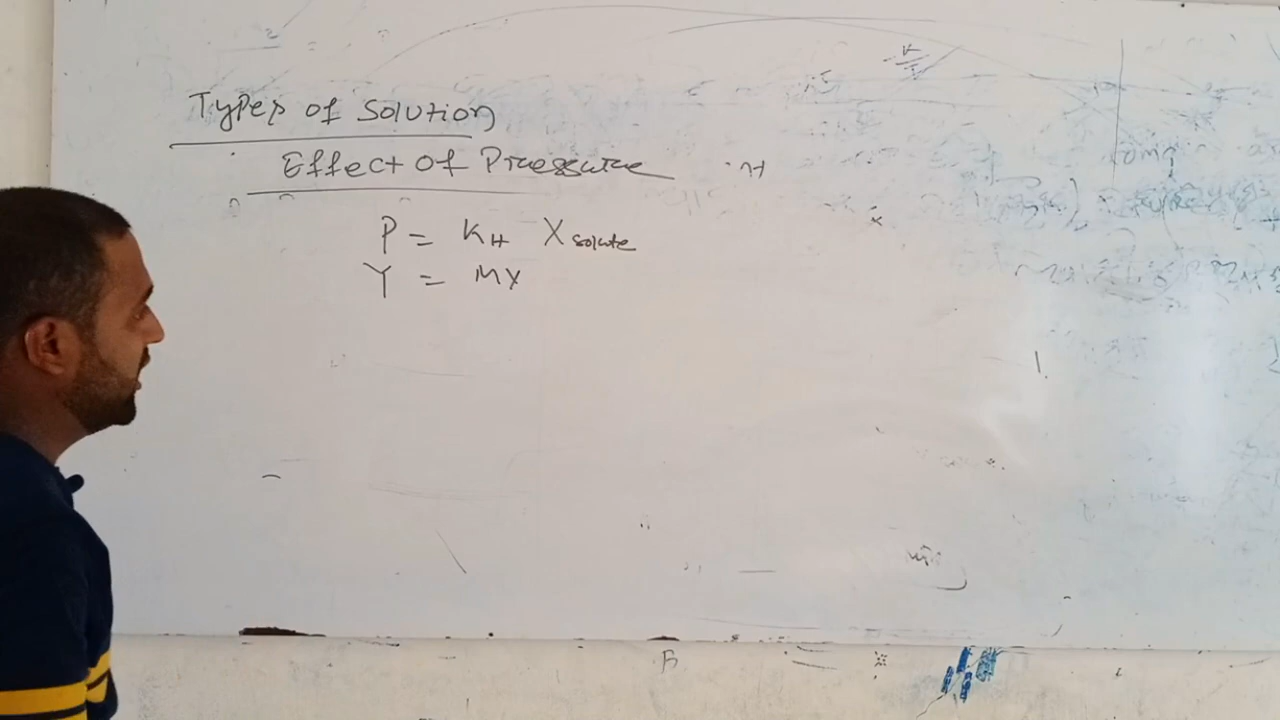 Types of Solution
Effect of Pressure
P = KH Xsolute
Y = MX